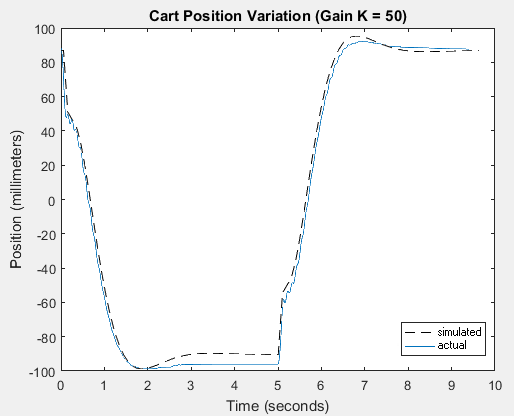 Cart Position Variation (Gain K = 50)
Position (millimeters)
100
80
60
40
20
0
-20
-40
-60
-80
-100
0 1 2 3 4 5 6 7 8 9 10
Time (seconds)
simulated
actual